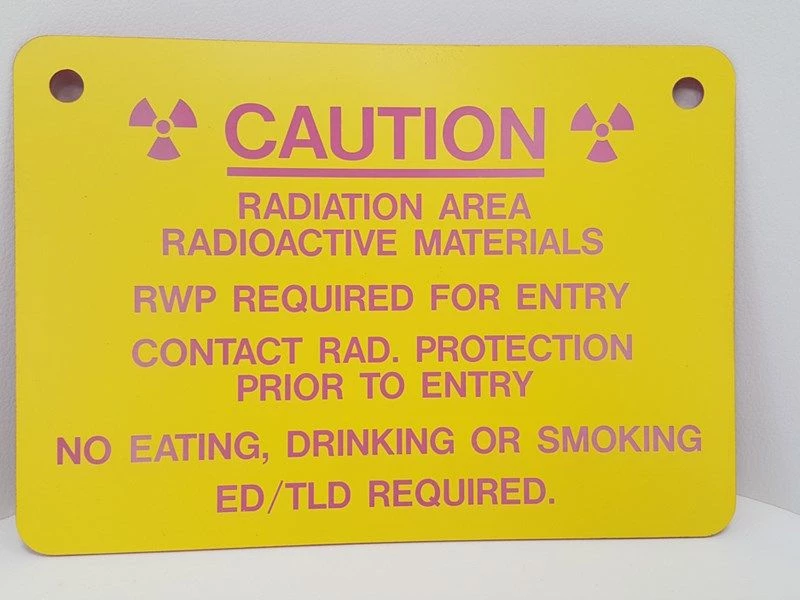 CAUTION
RADIATION AREA
RADIOACTIVE MATERIALS
RWP REQUIRED FOR ENTRY
CONTACT RAD. PROTECTION
PRIOR TO ENTRY
NO EATING, DRINKING OR SMOKING
ED/TLD REQUIRED.